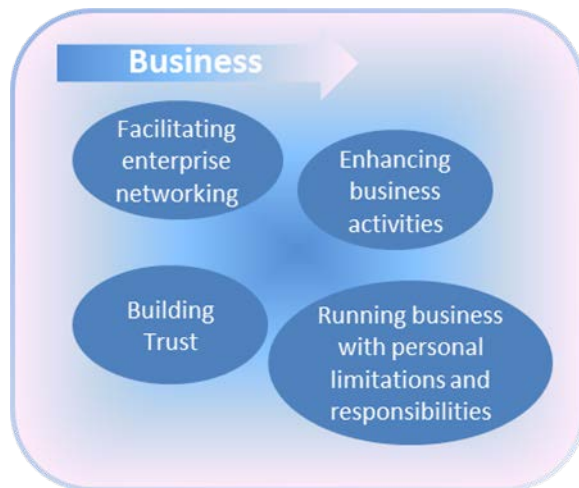 Business
Facilitating
enterprise
networking
Enhancing
business
activities
Building
Trust
Running business
with personal
limitations and
responsibilities